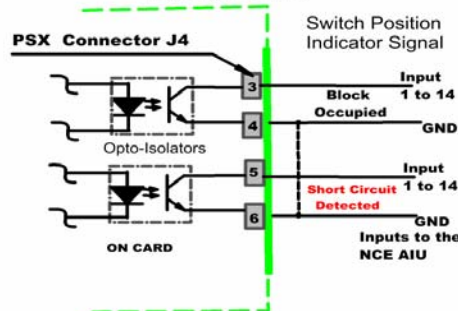 Switch Position
Indicator Signal
PSX Connector J4
3
Input
1 to 14
Block
Occupied
4
GND
Opto-Isolators
5
Input
1 to 14
Short Circuit
Detected
6
GND
ON CARD
Inputs to the
NCE AIU